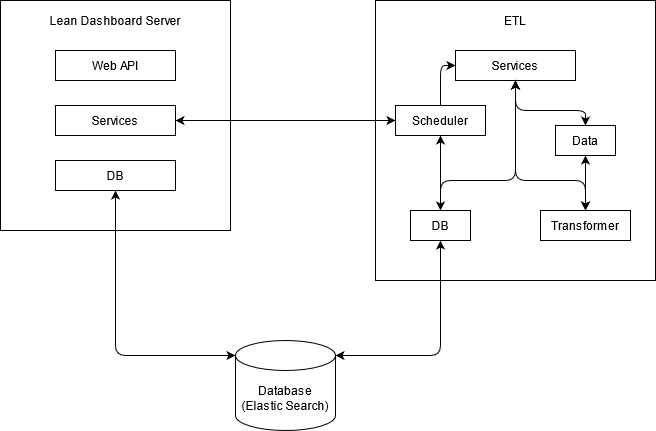 Lean Dashboard Server
Web API
Services
DB
ETL
Services
Scheduler
Data
DB
Transformer
Database
(Elastic Search)